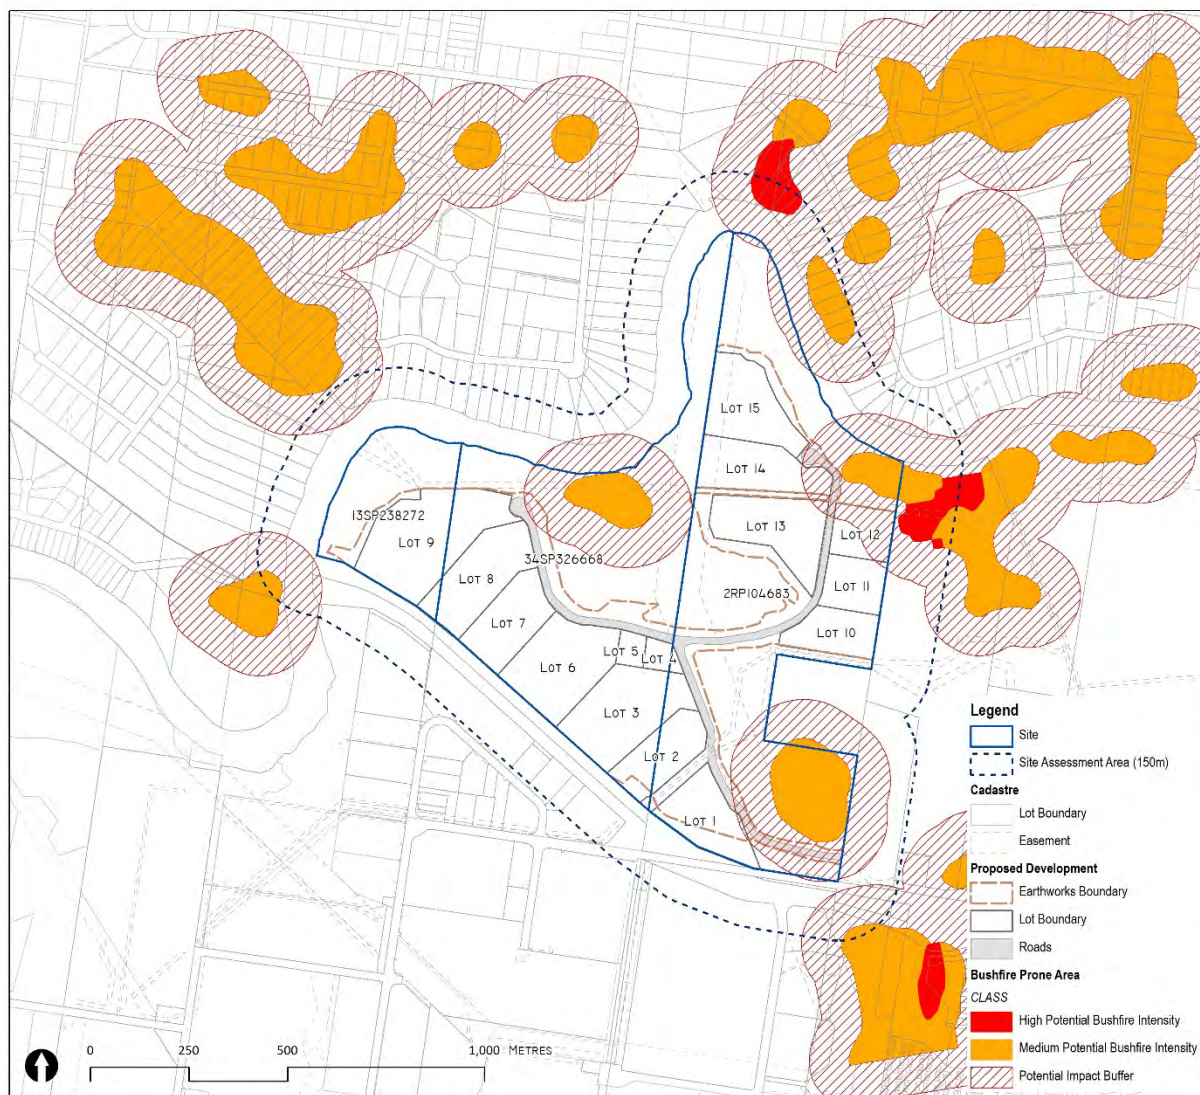 LOT 15
LOT 14
LOT 13
13SP238272
LOT 9
LOT 12
34SP326668
LOT 8
LOT 11
2RP104683
LOT 7
LOT 10
LOT 5
LOT 4
LOT 6
LOT 3
LOT 2
LOT 1
Legend
Site
Site Assessment Area (150m)
Cadastre
Lot Boundary
Easement
Proposed Development
Earthworks Boundary
Lot Boundary
Roads
Bushfire Prone Area
CLASS
High Potential Bushfire Intensity
Medium Potential Bushfire Intensity
Potential Impact Buffer
0 250 500 1,000 METRES